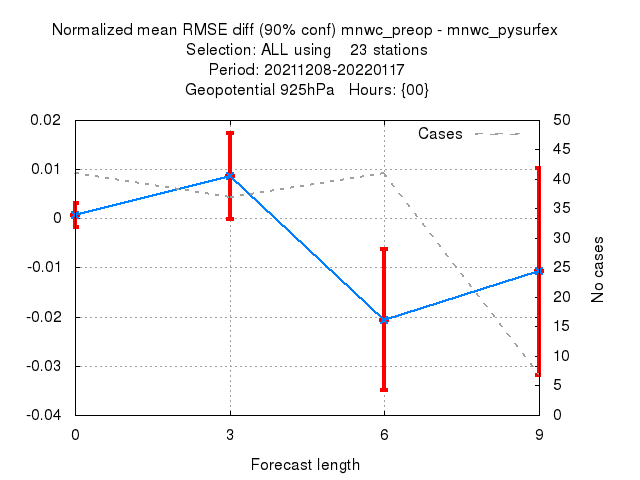 Normalized mean RMSE diff (90% conf) mnwc_preop - mnwc_pysurfex
Selection: ALL using    23 stations
Period: 20211208-20220117
Geopotential 925hPa   Hours: {00}
Cases
0.02
0.01
0
-0.01
-0.02
-0.03
-0.04
50
45
40
35
30
25
20
15
10
5
0
No cases
0 3 6 9
Forecast length